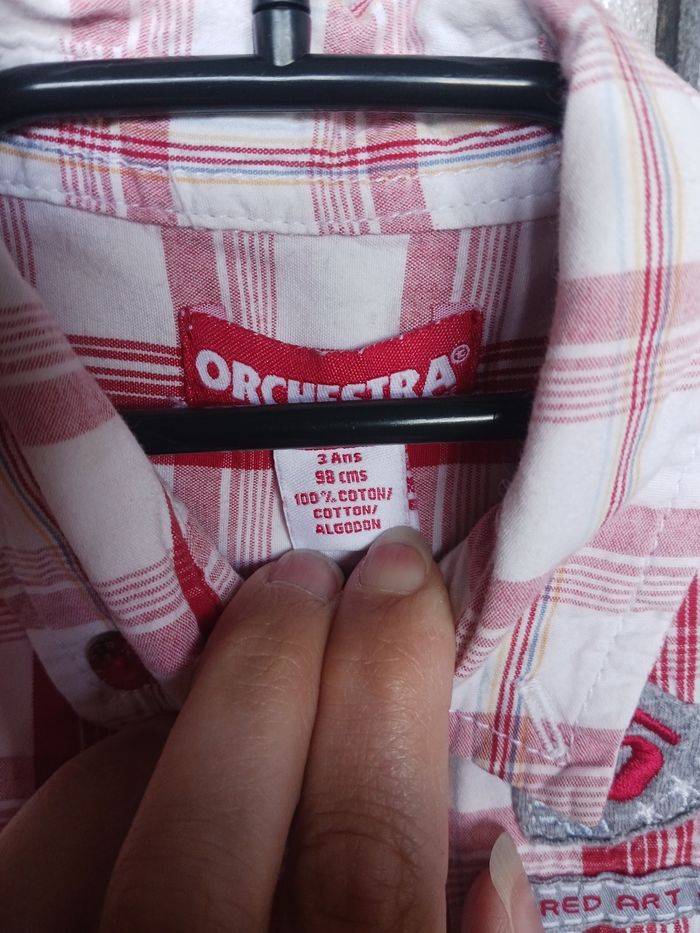 ORCHESTRA®
3 Ans
98 cms
100 % COTON/
COTTON/
ALGODON
RED ART